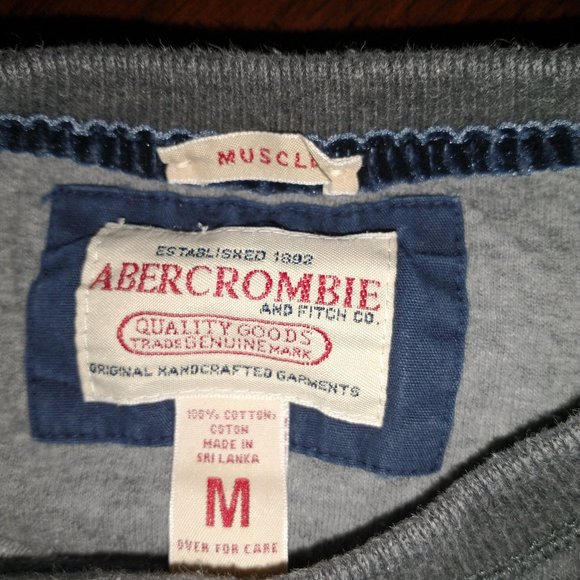 MUSCLE
ESTABLISHED 1892
ABERCROMBIE
AND FITCH CO.
QUALITY GOODS
TRADE GENUINE MARK
ORIGINAL HANDCRAFTED GARMENTS
100% COTTON:
COTON
MADE IN
SRI LANKA
M
OVER FOR CARE